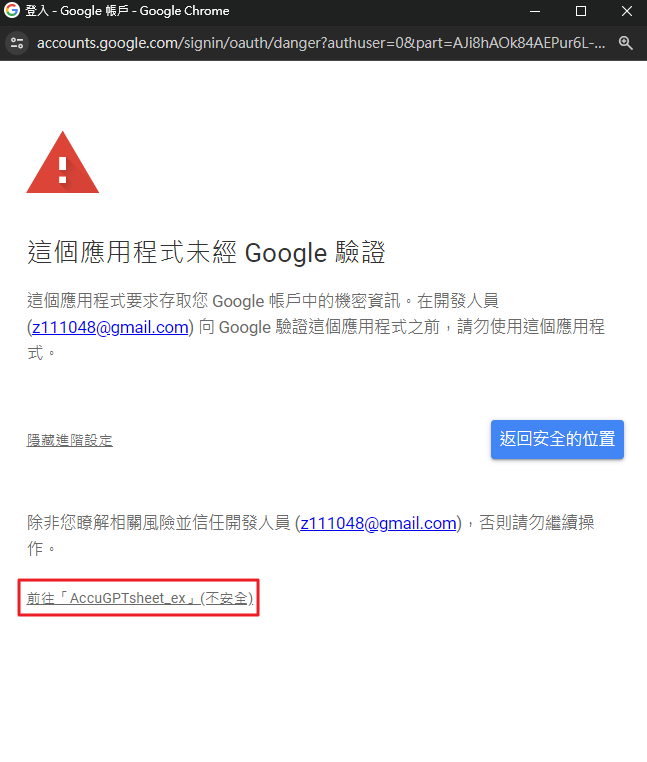 登入 - Google 帳戶 - Google Chrome
accounts.google.com/signin/oauth/danger?authuser=0&part=AJi8hAOk84AEPur6L-...
這個應用程式未經 Google 驗證
這個應用程式要求存取您 Google 帳戶中的機密資訊。在開發人員
(z111048@gmail.com) 向 Google 驗證這個應用程式之前，請勿使用這個應用程
式。
隱藏進階設定
返回安全的位置
除非您瞭解相關風險並信任開發人員 (z111048@gmail.com)，否則請勿繼續操
作。
前往「AccuGPTsheet_ex」(不安全)